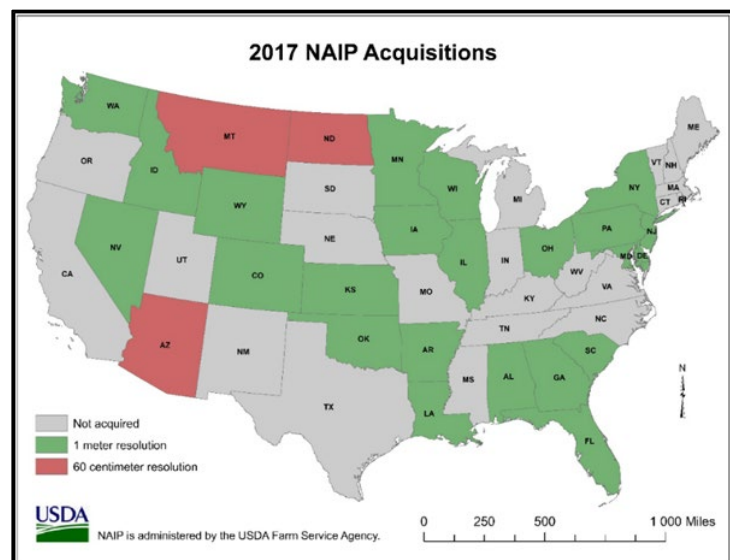 2017 NAIP Acquisitions
WA
MT
ND
MN
ME
OR
ID
SD
WI
VT
NH
WY
MI
NY
MA
CT
RI
NE
IA
PA
NJ
NV
UT
IL
IN
OH
MD
DE
CA
CO
KS
MO
WV
VA
KY
NC
AZ
NM
OK
AR
TN
SC
TX
MS
AL
GA
LA
FL
N
Not acquired
1 meter resolution
60 centimeter resolution
USDA
NAIP is administered by the USDA Farm Service Agency.
0 250 500 1 000 Miles